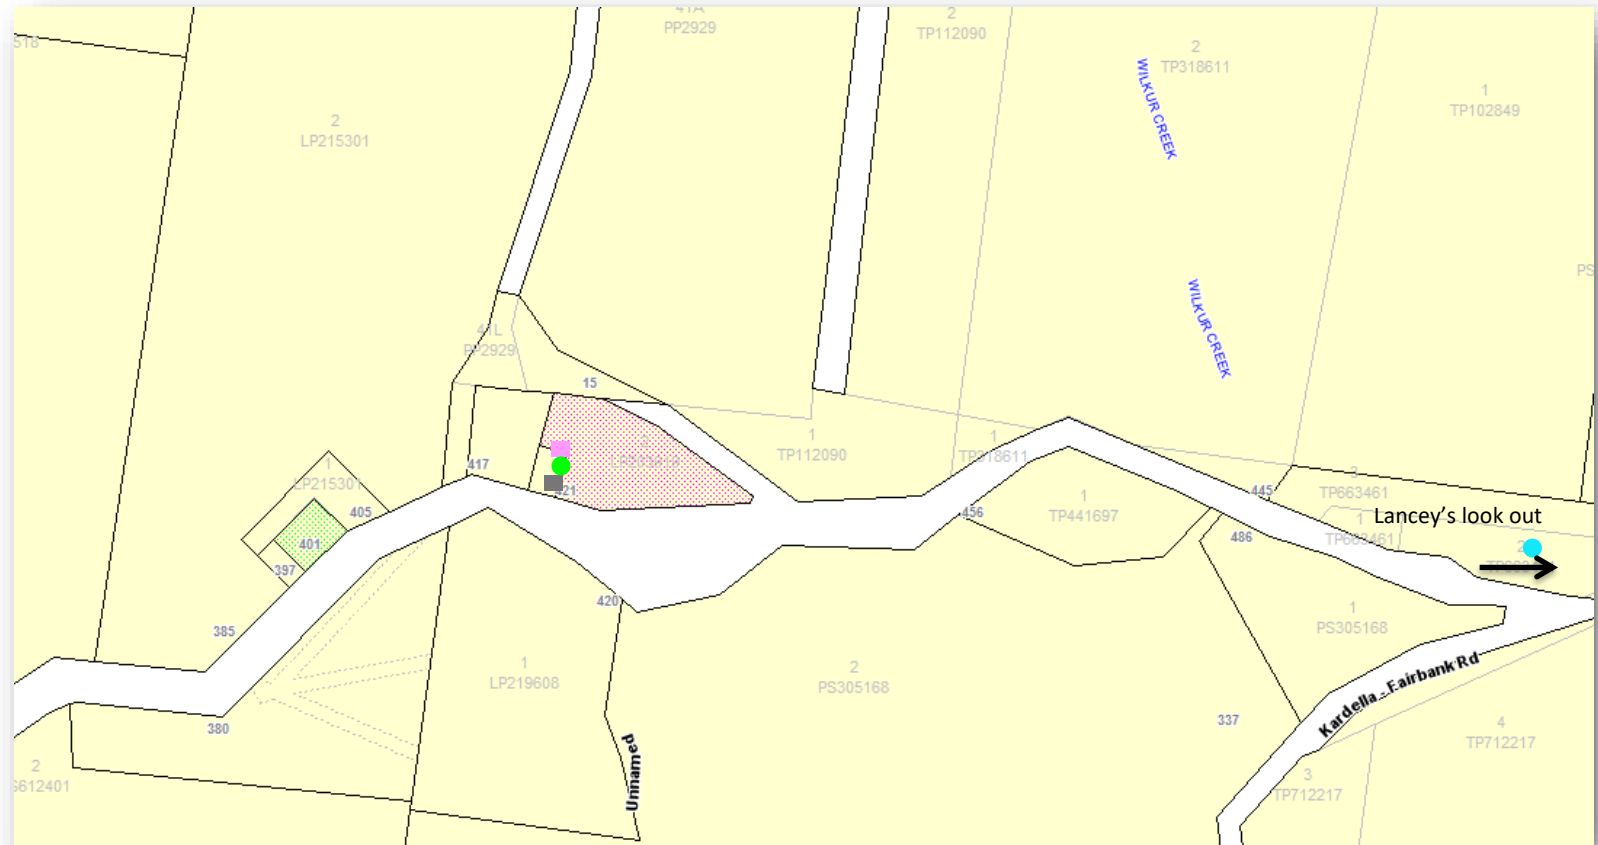 41A
PP2929
2
TP112090
518
2
TP318611
1
TP102849
2
LP215301
WILKUR CREEK
PS
WILKUR CREEK
41L
PP2929
15
1
TP112090
1
TP318611
417
1
LP215301
421
405
401
397
456
1
TP441697
445
3
TP663461
Lancey's look out
1
TP663461
2
486
420
385
1
PS305168
1
LP219608
2
PS305168
Kardella - Fairbank Rd
337
380
4
TP712217
Unnamed
2
S612401
3
TP712217